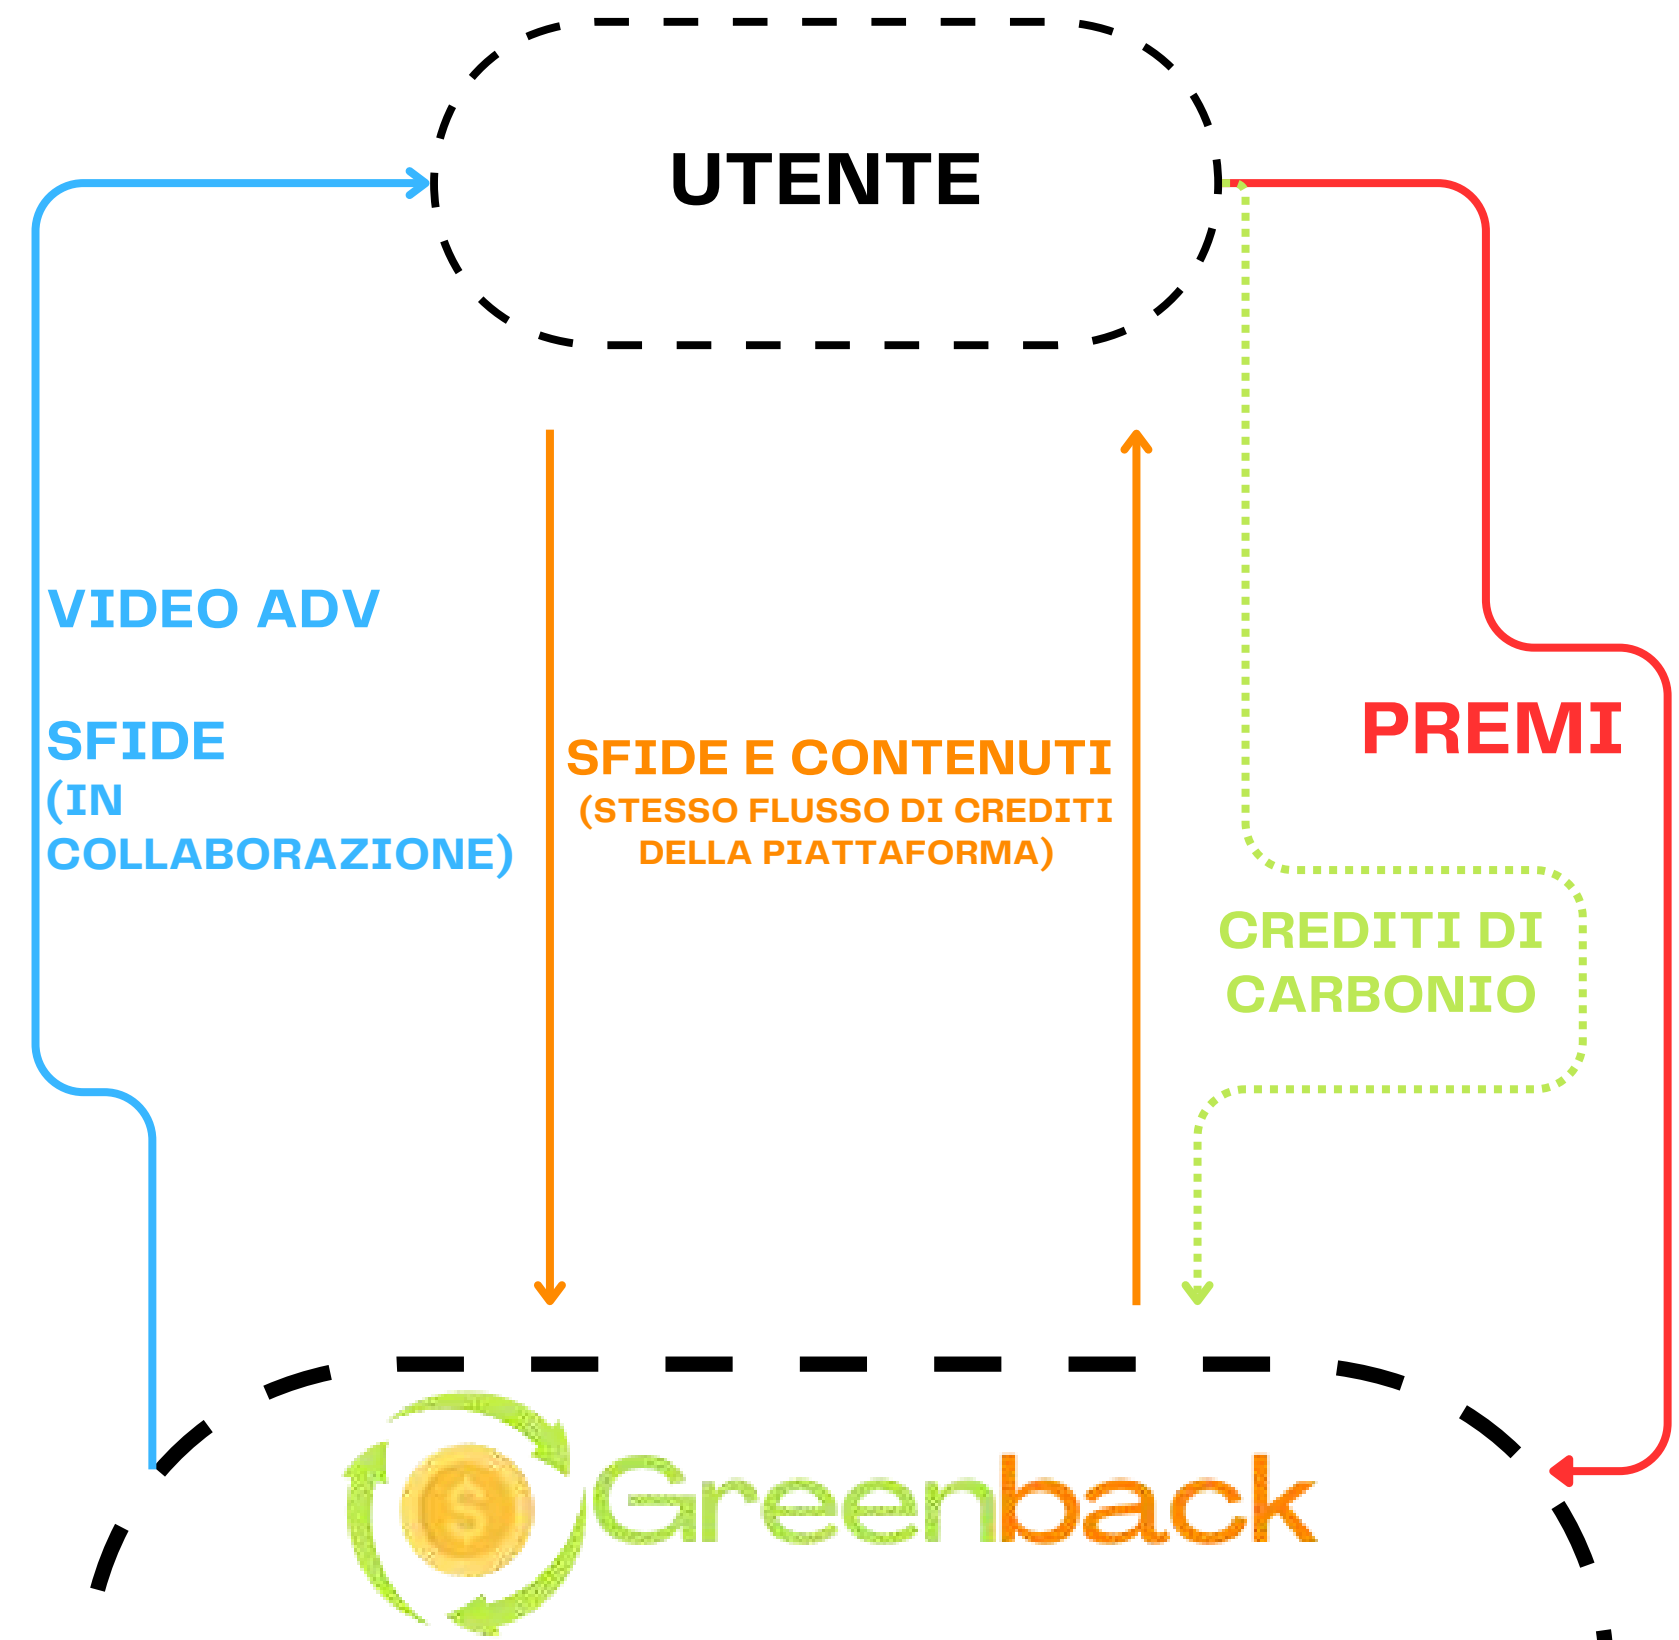 UTENTE
VIDEO ADV
SFIDE
(IN
COLLABORAZIONE)
SFIDE E CONTENUTI
(STESSO FLUSSO DI CREDITI
DELLA PIATTAFORMA)
PREMI
CREDITI DI
CARBONIO
$
Greenback